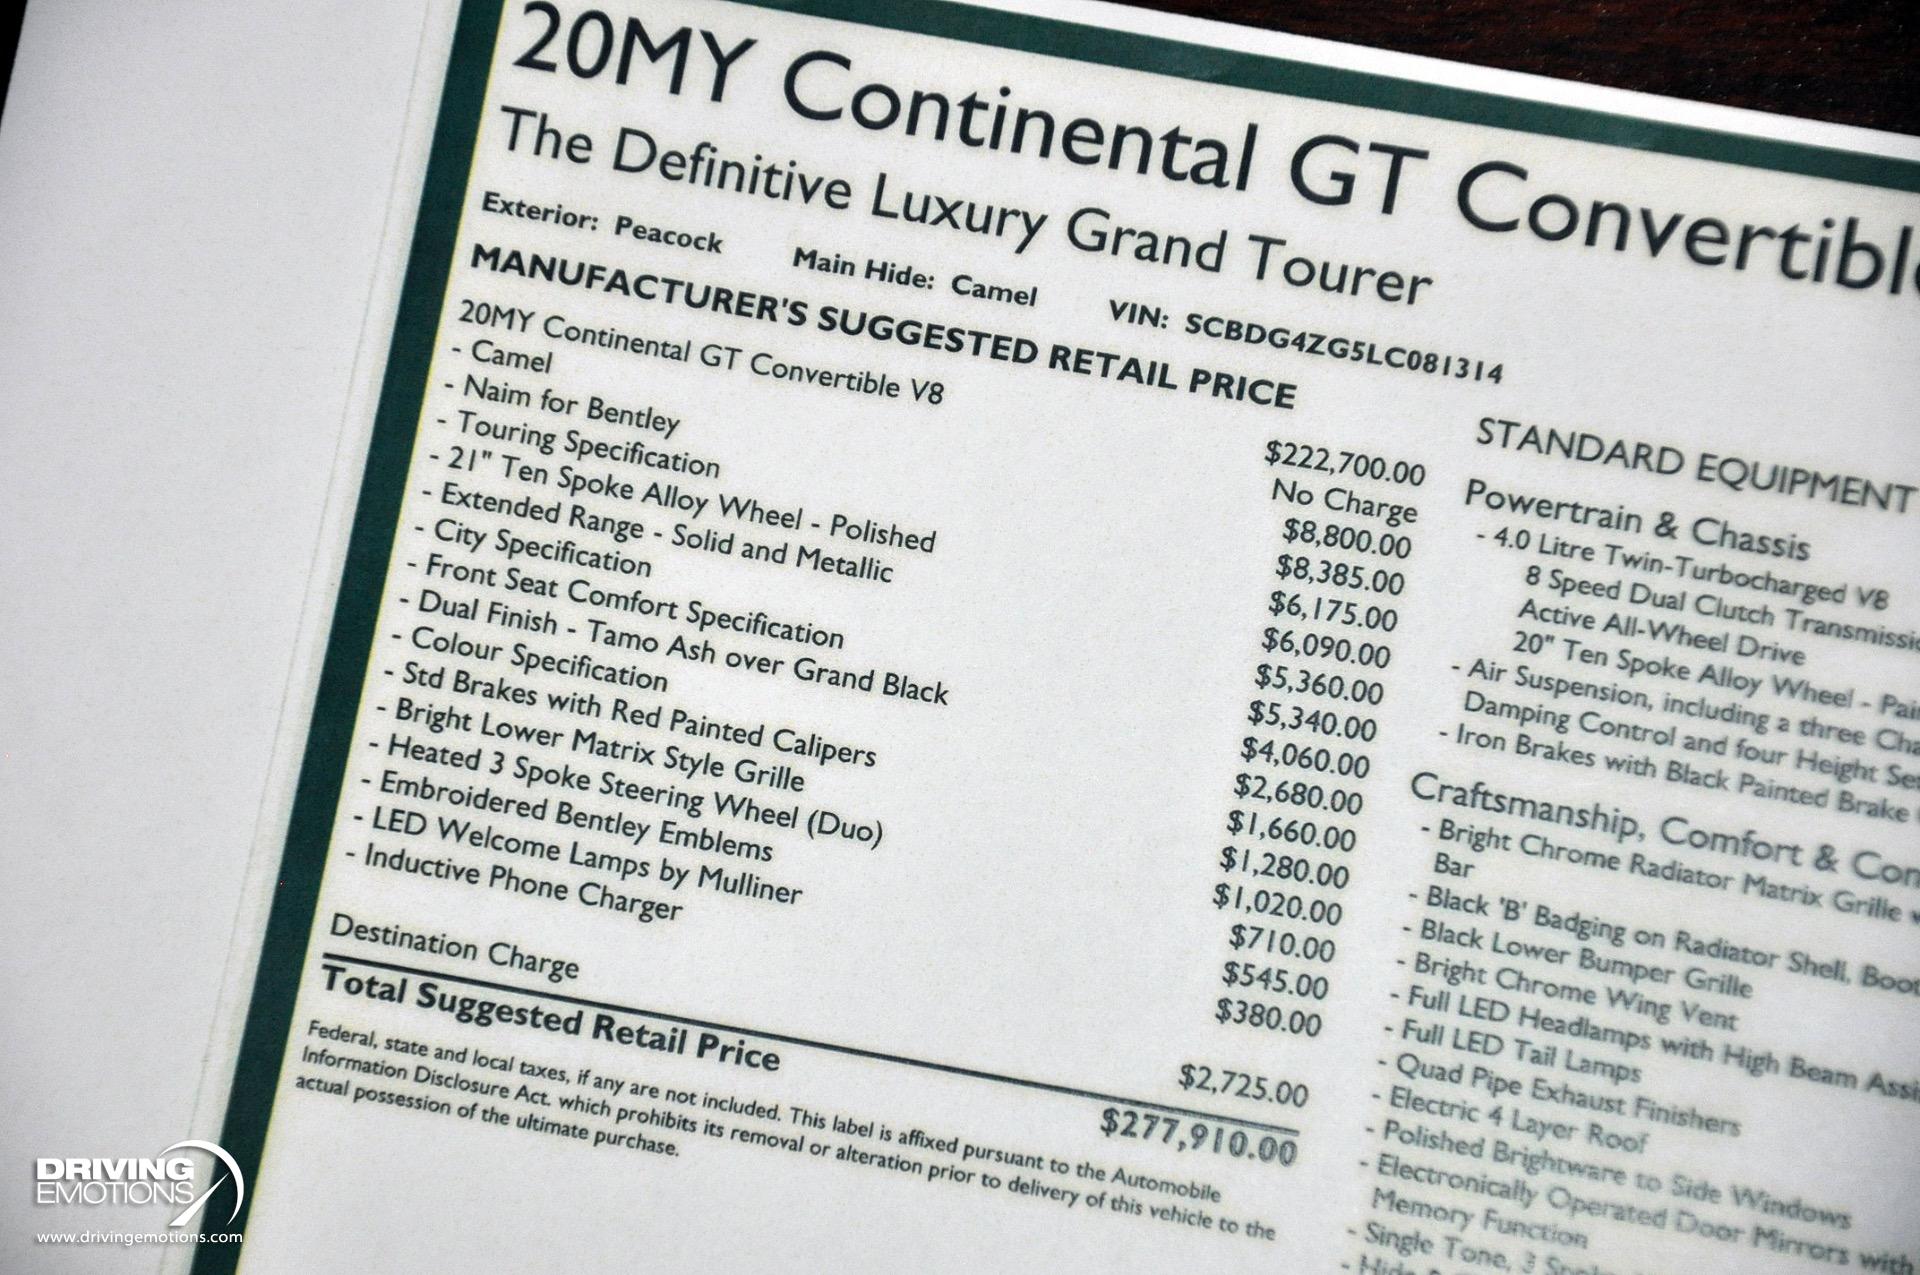 20MY Continental GT Convertible
The Definitive Luxury Grand Tourer
Exterior: Peacock Main Hide: Camel VIN: SCBDG4ZG5LC081314
MANUFACTURER'S SUGGESTED RETAIL PRICE
20MY Continental GT Convertible V8 $222,700.00
- Camel No Charge
- Naim for Bentley $8,800.00
- Touring Specification $8,385.00
- 21" Ten Spoke Alloy Wheel - Polished $6,175.00
- Extended Range - Solid and Metallic $6,090.00
- City Specification $5,360.00
- Front Seat Comfort Specification $5,340.00
- Dual Finish - Tamo Ash over Grand Black $4,060.00
- Colour Specification $2,680.00
- Std Brakes with Red Painted Calipers $1,660.00
- Bright Lower Matrix Style Grille $1,280.00
- Heated 3 Spoke Steering Wheel (Duo) $1,020.00
- Embroidered Bentley Emblems $710.00
- LED Welcome Lamps by Mulliner $545.00
- Inductive Phone Charger $380.00
Destination Charge $2,725.00
Total Suggested Retail Price $277,910.00
Federal, state and local taxes, if any are not included. This label is affixed pursuant to the Automobile
Information Disclosure Act. which prohibits its removal or alteration prior to delivery of this vehicle to the
actual possession of the ultimate purchase.
STANDARD EQUIPMENT
Powertrain & Chassis
- 4.0 Litre Twin-Turbocharged V8
8 Speed Dual Clutch Transmissi
Active All-Wheel Drive
20" Ten Spoke Alloy Wheel - Pai
- Air Suspension, including a three Cha
Damping Control and four Height Se
- Iron Brakes with Black Painted Brake
Craftsmanship, Comfort & Con
- Bright Chrome Radiator Matrix Grille
Bar
- Black 'B' Badging on Radiator Shell, Boot
- Black Lower Bumper Grille
- Bright Chrome Wing Vent
- Full LED Headlamps with High Beam Assi
- Full LED Tail Lamps
- Quad Pipe Exhaust Finishers
- Electric 4 Layer Roof
- Polished Brightware to Side Windows
- Electronically Operated Door Mirrors with
Memory Function
- Single Tone, 3 Spok
DRIVING
EMOTIONS
www.drivingemotions.com